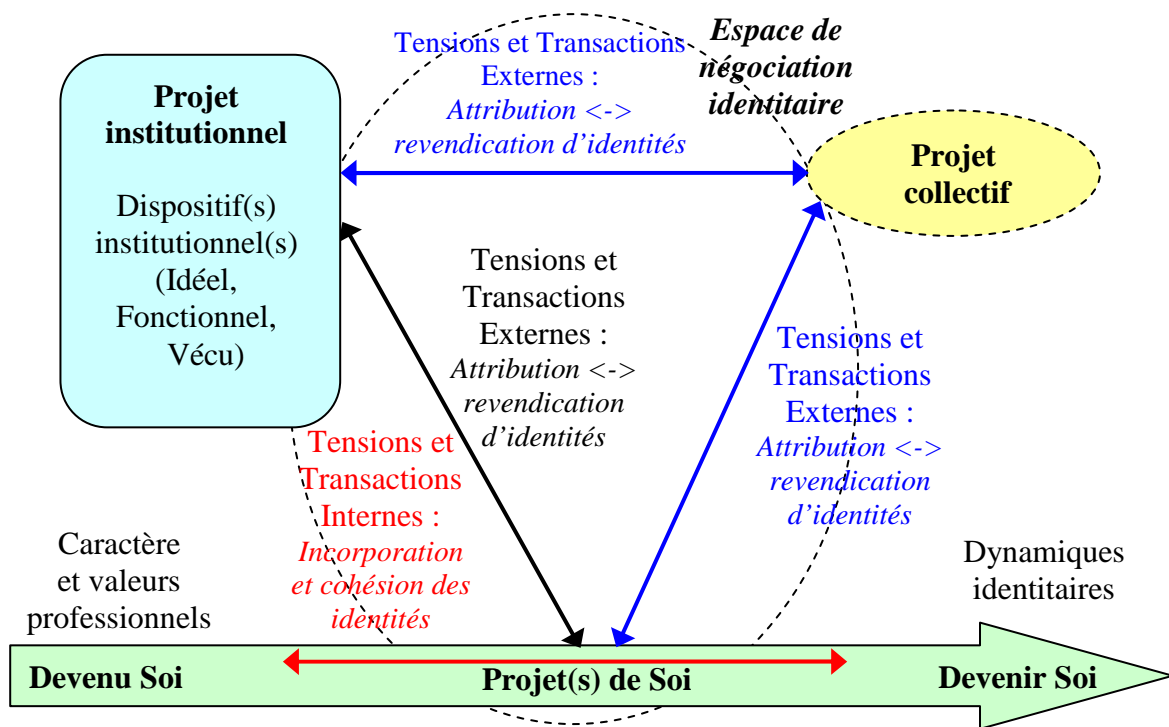 Projet
institutionnel
Dispositif(s)
institutionnel(s)
(Idéel,
Fonctionnel,
Vécu)
Tensions et Transactions
Externes :
Attribution <->
revendication d’identités
Espace de
négociation
identitaire
Projet
collectif
Tensions et
Transactions
Externes :
Attribution <->
revendication
d’identités
Tensions et
Transactions
Externes :
Attribution <->
revendication
d’identités
Tensions et
Transactions
Internes :
Incorporation
et cohésion des
identités
Caractère
et valeurs
professionnels
Dynamiques
identitaires
Devenu Soi
Projet(s) de Soi
Devenir Soi